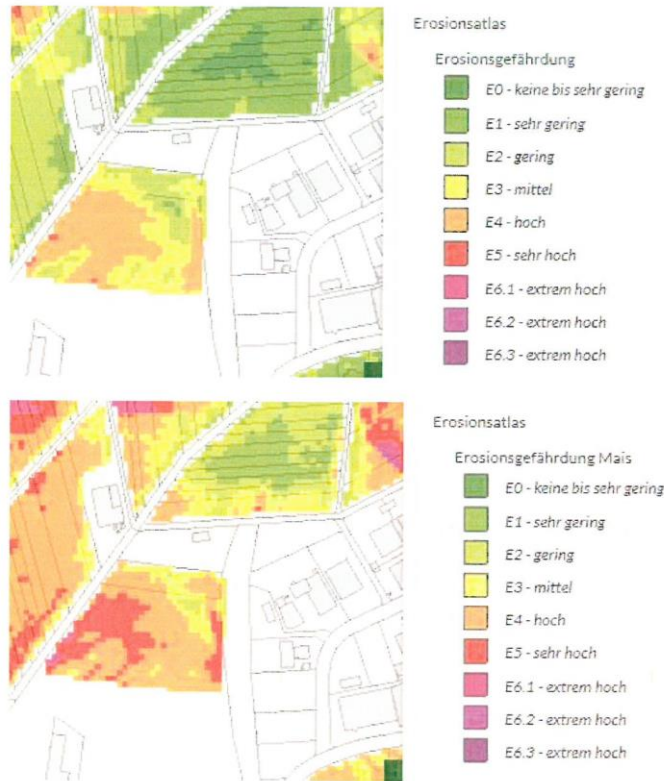 Erosionsatlas
Erosionsgefährdung
E0 - keine bis sehr gering
E1 - sehr gering
E2 - gering
E3 - mittel
E4 - hoch
E5 - sehr hoch
E6.1 - extrem hoch
E6.2 - extrem hoch
E6.3 - extrem hoch
Erosionsatlas
Erosionsgefährdung Mais
E0 - keine bis sehr gering
E1 - sehr gering
E2 - gering
E3 - mittel
E4 - hoch
E5 - sehr hoch
E6.1 - extrem hoch
E6.2 - extrem hoch
E6.3 - extrem hoch